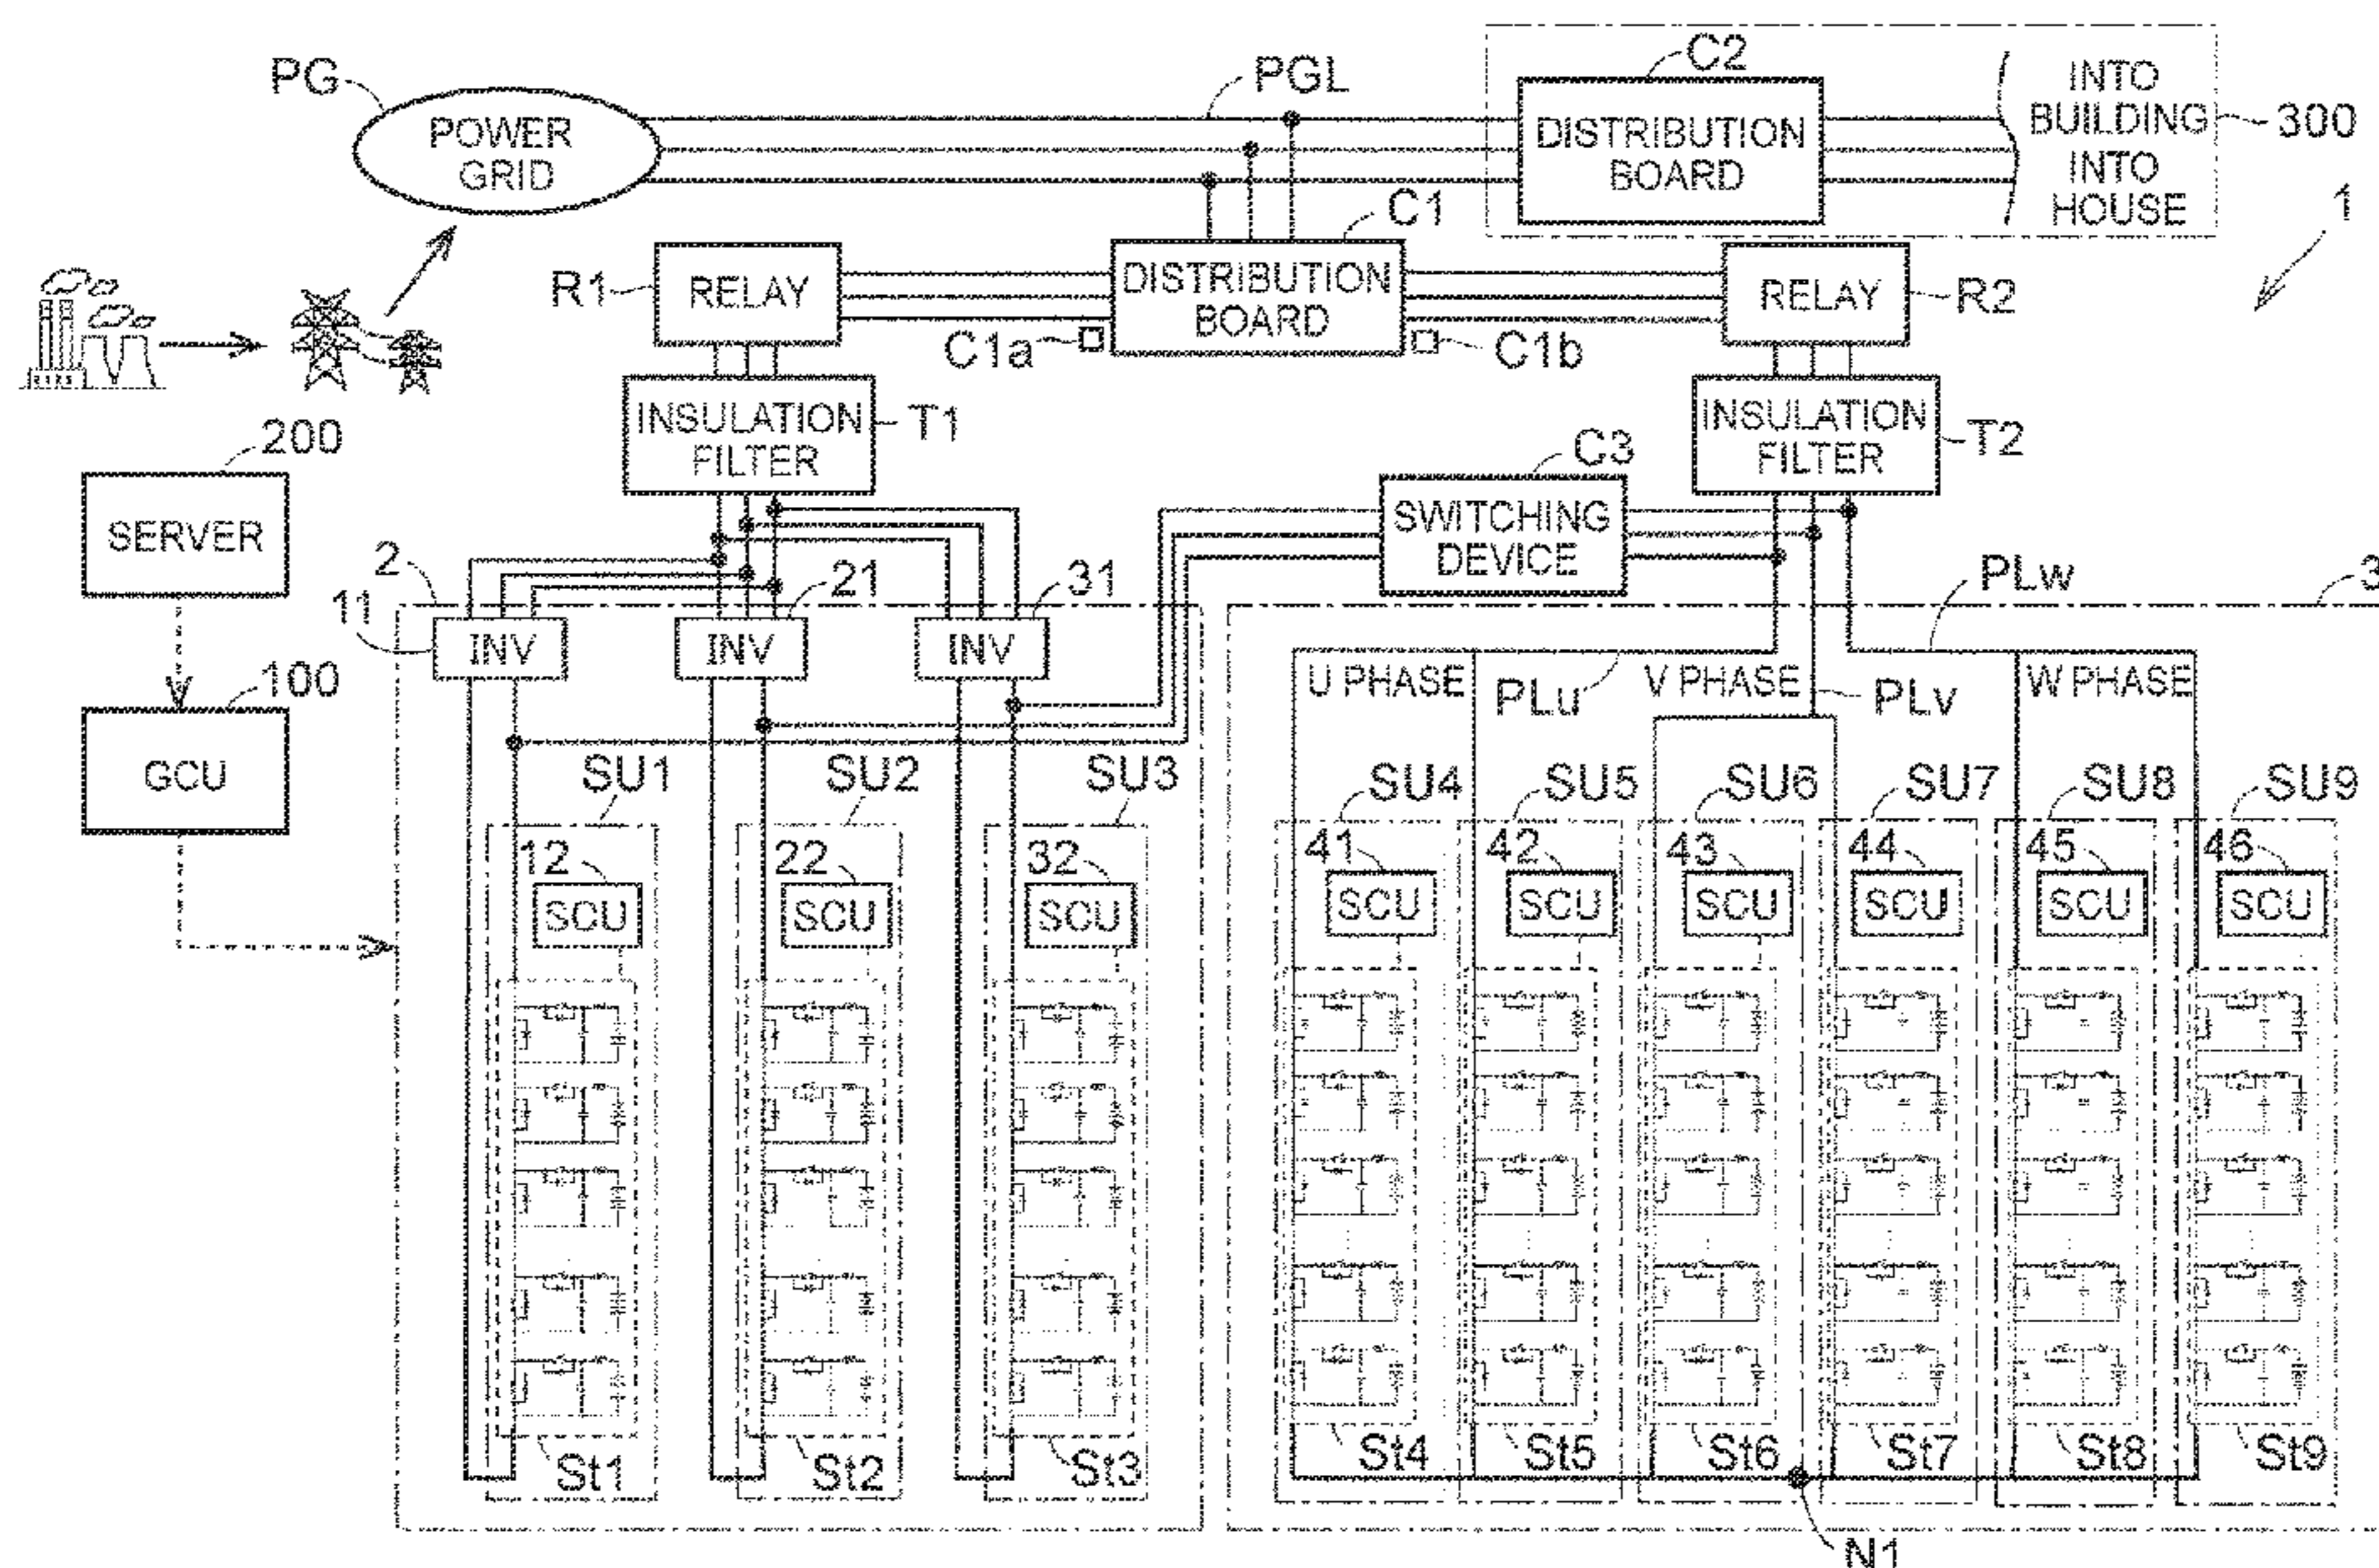 C2
PG
PGL
INTO
BUILDING
INTO
HOUSE
300
POWER
GRID
DISTRIBUTION
BOARD
1
C1
R1
RELAY
DISTRIBUTION
BOARD
RELAY
R2
C1a
C1b
INSULATION
FILTER
T1
INSULATION
FILTER
T2
200
SERVER
C3
SWITCHING
DEVICE
2
11
21
31
PLw
3
INV
INV
INV
100
GCU
U PHASE
PLu
V PHASE
PLv
W PHASE
SU1
SU2
SU3
SU4
SU5
SU6
SU7
SU8
SU9
12
22
32
41
42
43
44
45
46
SCU
SCU
SCU
SCU
SCU
SCU
SCU
SCU
SCU
St1
St2
St3
St4
St5
St6
St7
St8
St9
N1